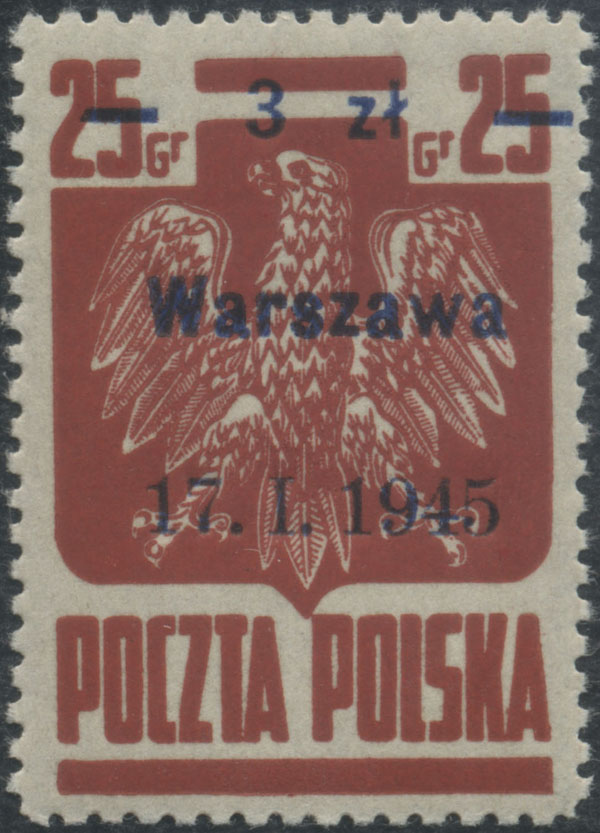 25 Gr 3 zł Gr 25
Warszawa
17. I. 1945
POCZTA POLSKA